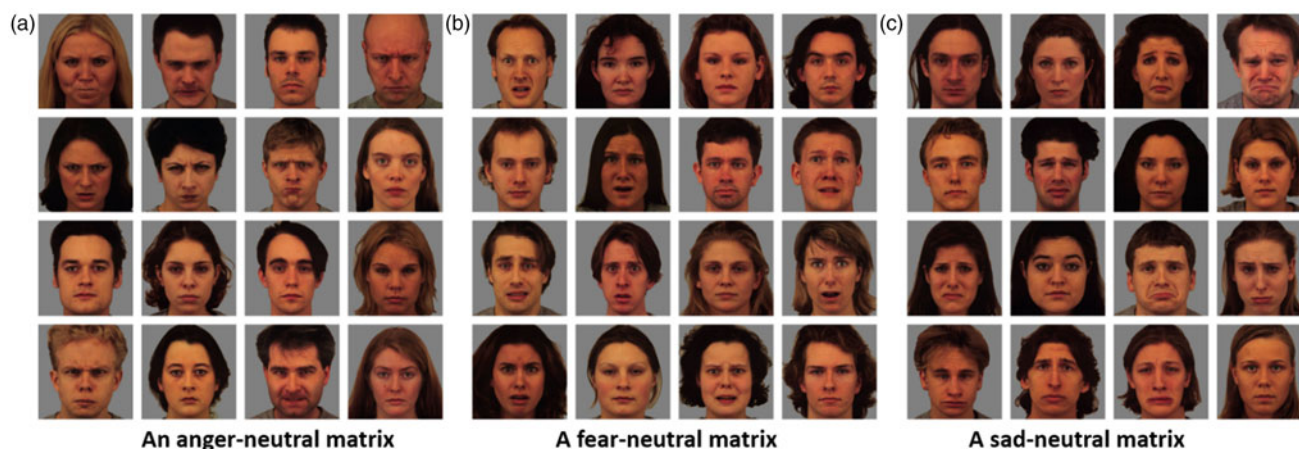 (a)
(b)
(c)
An anger-neutral matrix
A fear-neutral matrix
A sad-neutral matrix